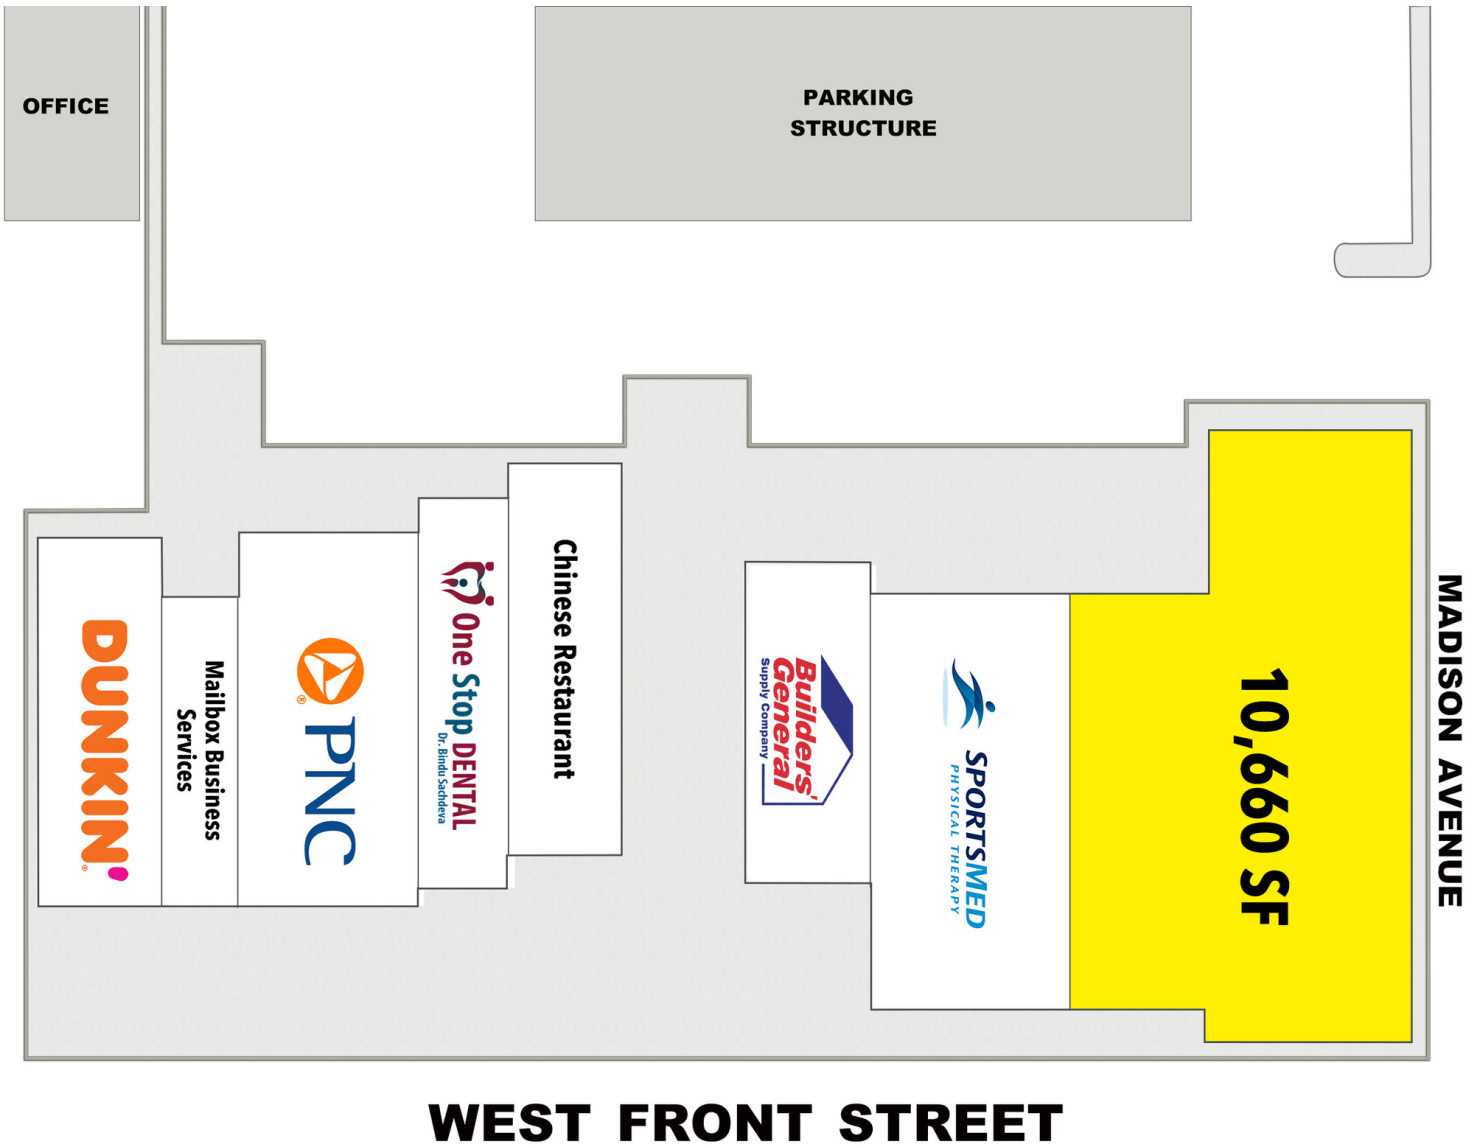 OFFICE
PARKING
STRUCTURE
DUNKIN'
®
Mailbox Business
Services
PNC
®
One Stop DENTAL
Dr. Bindu Sachdeva
Chinese Restaurant
Builders'
General
Supply Company
SPORTSMED
PHYSICAL THERAPY
10,660 SF
MADISON AVENUE
WEST FRONT STREET